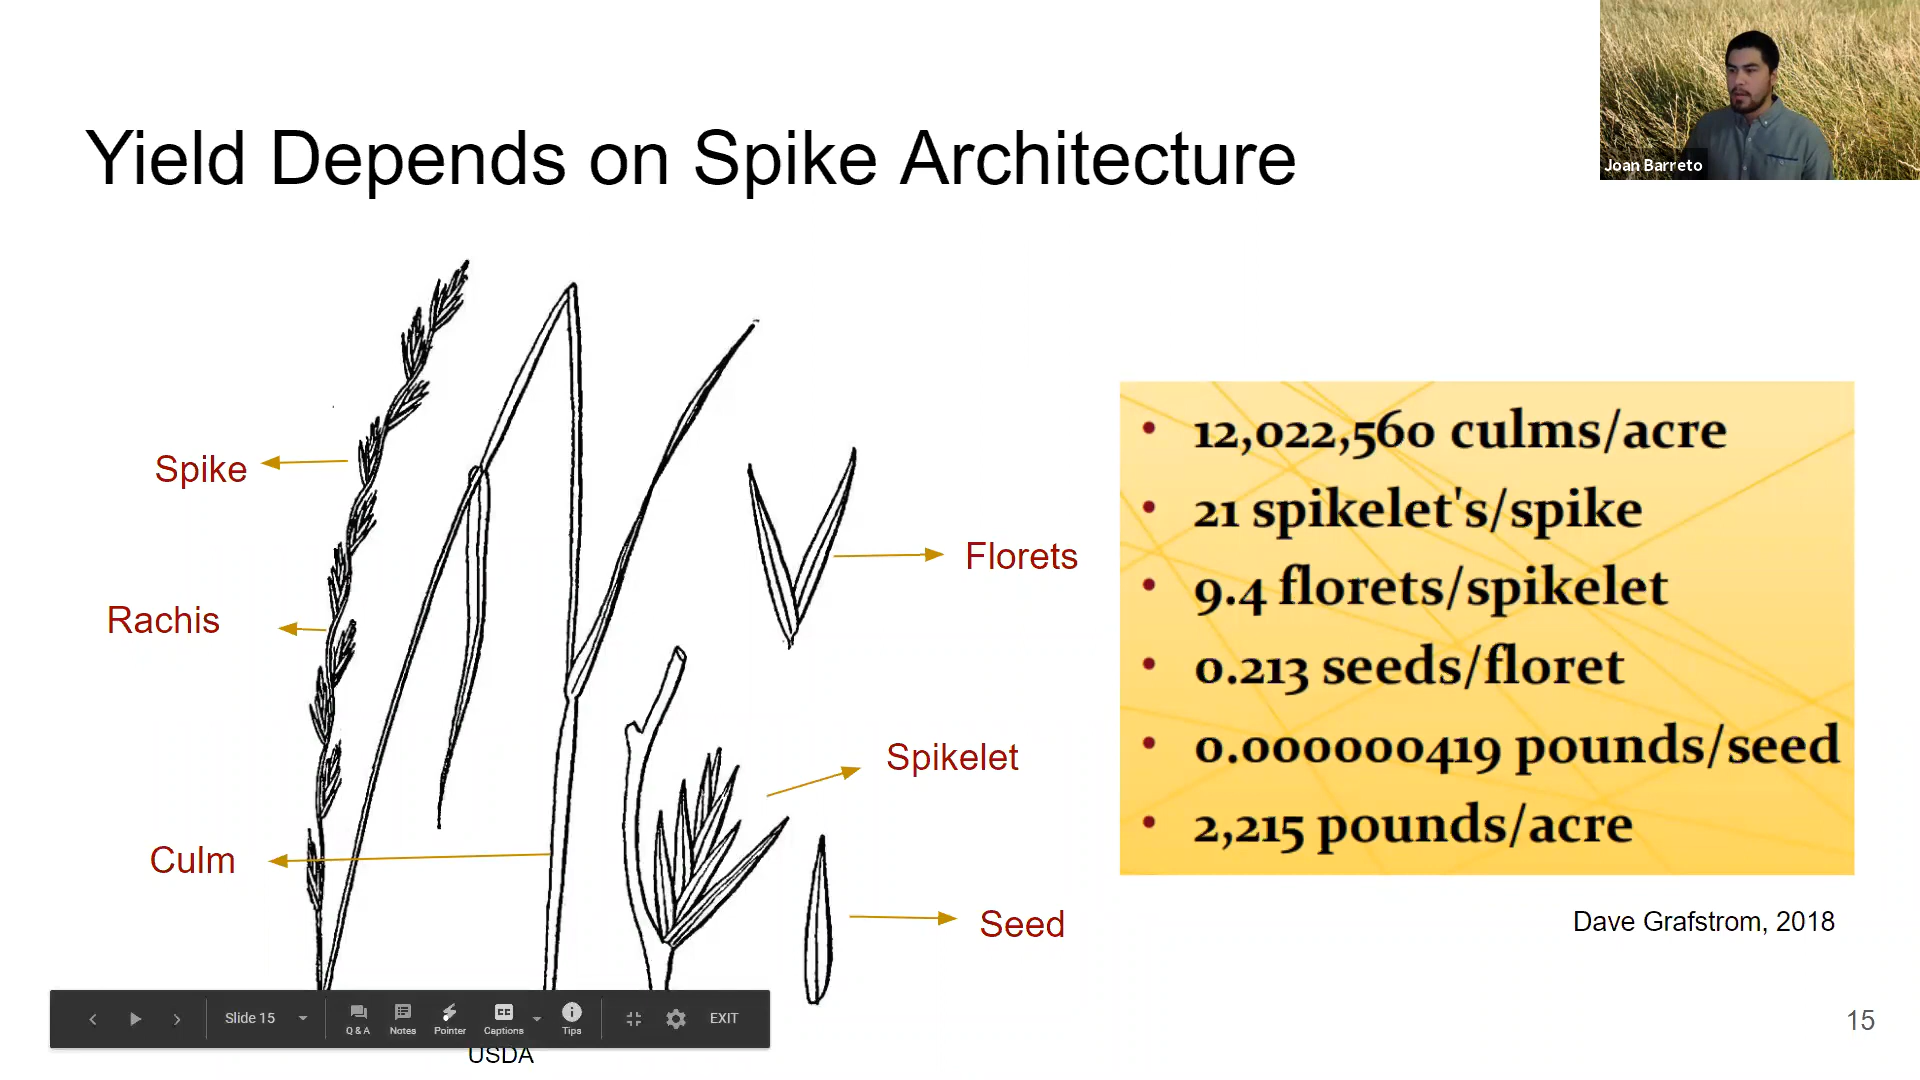 Joan Barreto
Yield Depends on Spike Architecture
Spike
Rachis
Culm
Florets
Spikelet
Seed
• 12,022,560 culms/acre
• 21 spikelet's/spike
• 9.4 florets/spikelet
• 0.213 seeds/floret
• 0.000000419 pounds/seed
• 2,215 pounds/acre
Dave Grafstrom, 2018
Slide 15
Q & A
Notes
Pointer
CC
Captions
Tips
EXIT
USDA
15